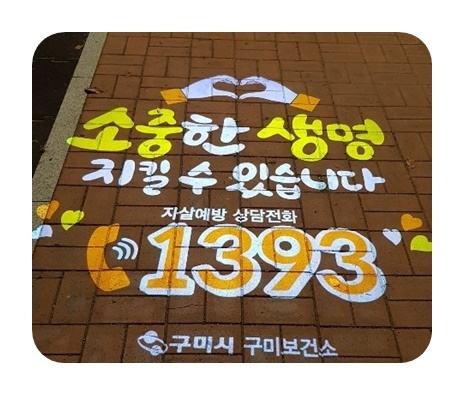 소중한 생명
지킬 수 있습니다
자살예방 상담전화
1393
구미시 구미보건소